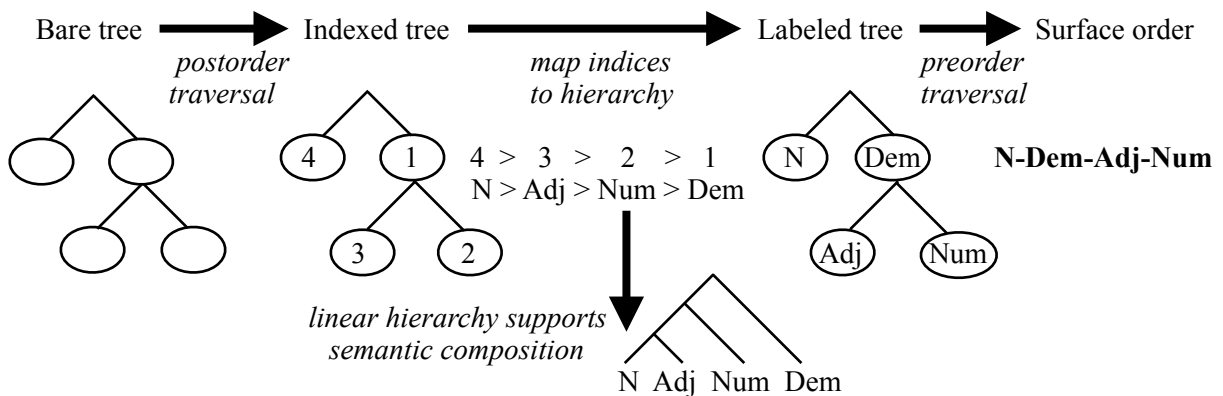 Bare tree Indexed tree Labeled tree Surface order
postorder traversal
map indices to hierarchy
preorder traversal
4 1
3 2
4 > 3 > 2 > 1
N > Adj > Num > Dem
N Dem
Adj Num
N-Dem-Adj-Num
linear hierarchy supports
semantic composition
N Adj Num Dem